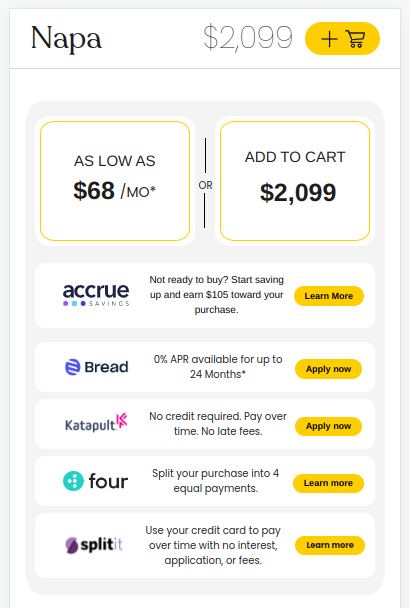 Napa
$2,099
AS LOW AS
$68 /MO*
OR
ADD TO CART
$2,099
accrue
SAVINGS
Not ready to buy? Start saving
up and earn $105 toward your
purchase.
Learn More
Bread
0% APR available for up to
24 Months*
Apply now
Katapult
No credit required. Pay over
time. No late fees.
Apply now
four
Split your purchase into 4
equal payments.
Learn more
splitit
Use your credit card to pay
over time with no interest,
application, or fees.
Learn more